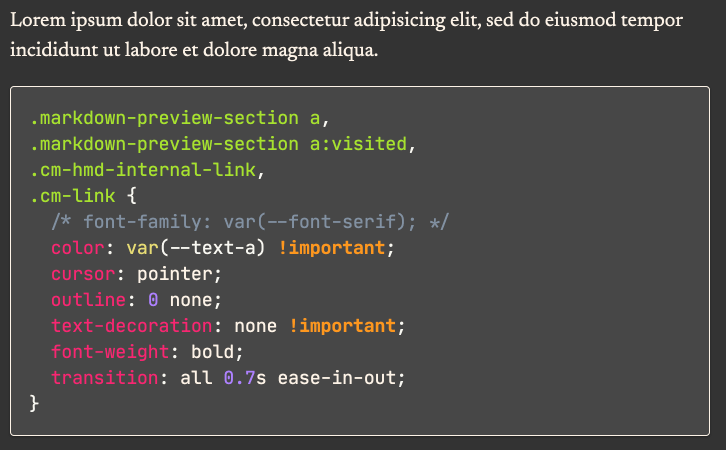 Lorem ipsum dolor sit amet, consectetur adipisicing elit, sed do eiusmod tempor
incididunt ut labore et dolore magna aliqua.
.markdown-preview-section a,
.markdown-preview-section a:visited,
.cm-hmd-internal-link,
.cm-link {
  /* font-family: var(--font-serif); */
  color: var(--text-a) !important;
  cursor: pointer;
  outline: 0 none;
  text-decoration: none !important;
  font-weight: bold;
  transition: all 0.7s ease-in-out;
}